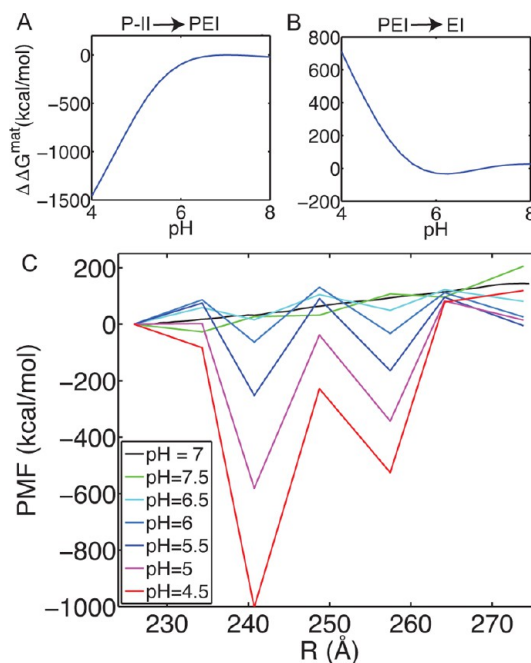 A
P-II → PEI
B
PEI → EI
ΔΔG^mat(kcal/mol)
0
−500
−1000
−1500
4
6
8
pH
800
600
400
200
0
−200
4
6
8
pH
C
PMF (kcal/mol)
200
0
−200
−400
−600
−800
−1000
pH = 7
pH=7.5
pH=6.5
pH=6
pH=5.5
pH=5
pH=4.5
230
240
250
260
270
R (Å)